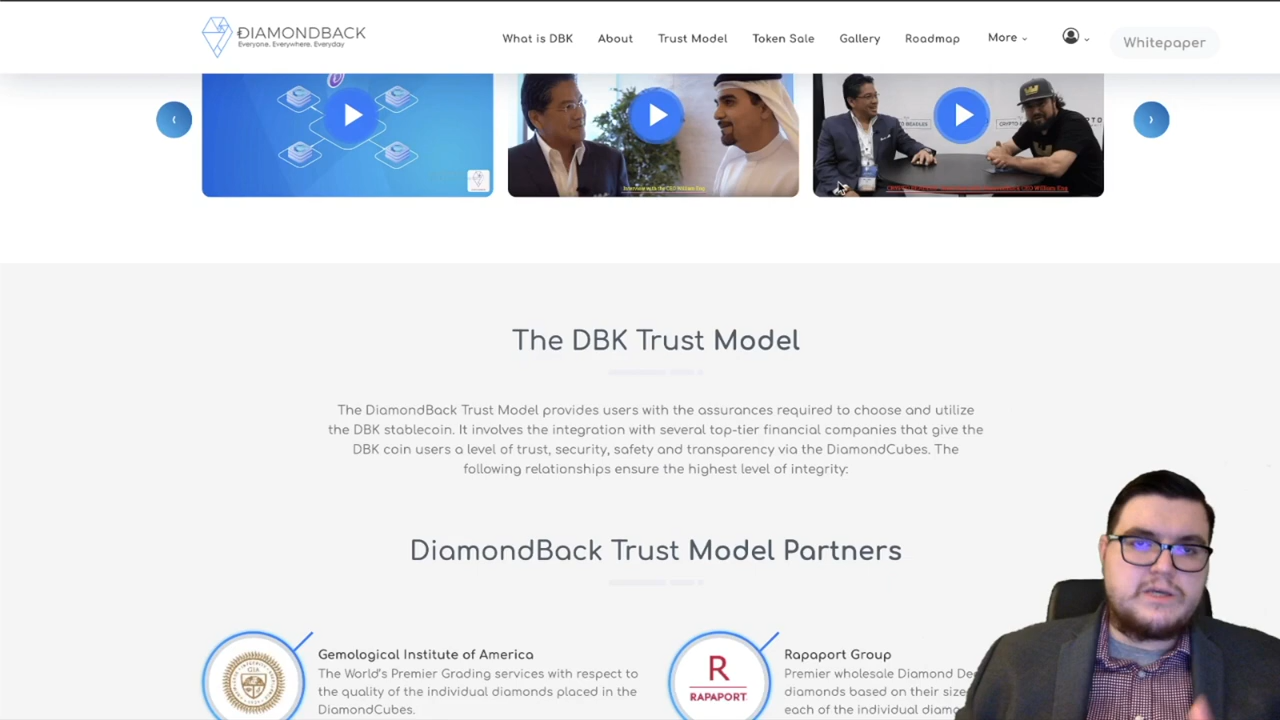 DIAMONDBACK
Everyone, Everywhere, Everyday
What is DBK
About
Trust Model
Token Sale
Gallery
Roadmap
More
Whitepaper
The DBK Trust Model
The DiamondBack Trust Model provides users with the assurances required to choose and utilize
the DBK stablecoin. It involves the integration with several top-tier financial companies that give the
DBK coin users a level of trust, security, safety and transparency via the DiamondCubes. The
following relationships ensure the highest level of integrity:
DiamondBack Trust Model Partners
GIA
Gemological Institute of America
The World's Premier Grading services with respect to
the quality of the individual diamonds placed in the
DiamondCubes.
R
RAPAPORT
Rapaport Group
Premier wholesale Diamond
diamonds based on their
each of the individual